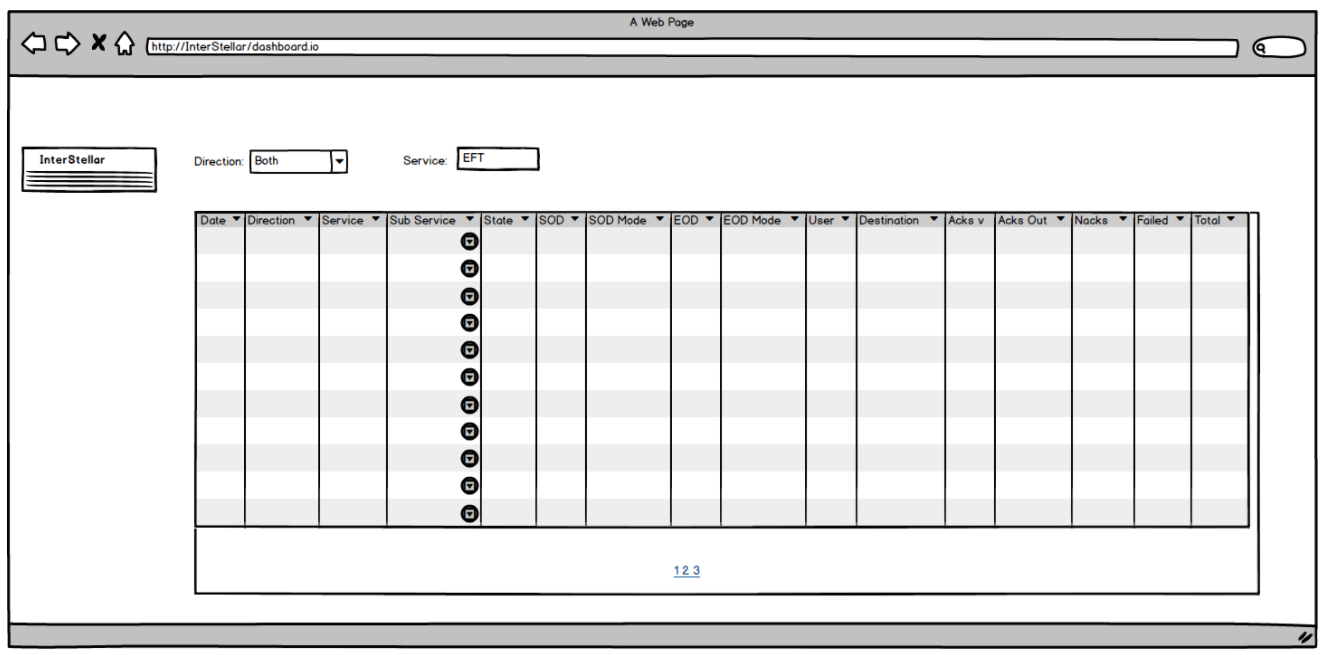 A Web Page
http://InterStellar/dashboard.io
InterStellar
Direction: Both Service: EFT
Date Direction Service Sub Service State SOD SOD Mode EOD EOD Mode User Destination Acks v Acks Out Nacks Failed Total
1 2 3